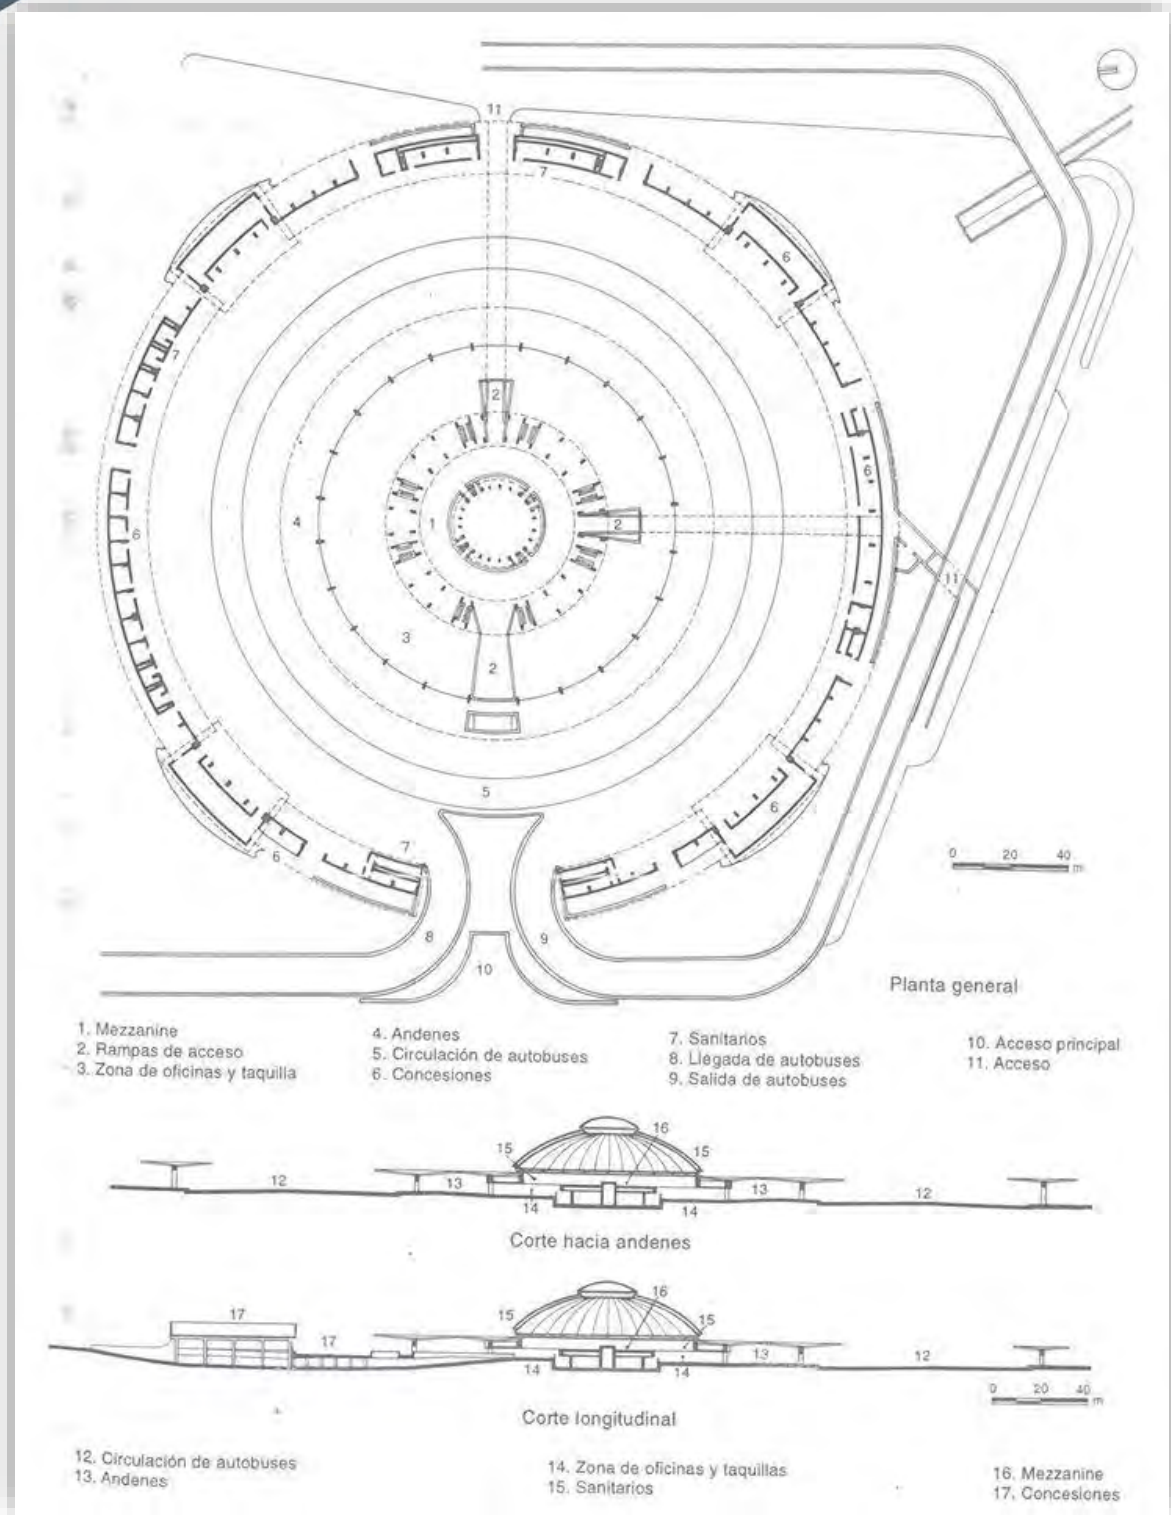 11
7
6
7
2
6
4
1
2
6
11
3
2
5
6
7
6
0 20 40
m
8
9
10
Planta general
1. Mezzanine
2. Rampas de acceso
3. Zona de oficinas y taquilla
4. Andenes
5. Circulación de autobuses
6. Concesiones
7. Sanitarios
8. Llegada de autobuses
9. Salida de autobuses
10. Acceso principal
11. Acceso
16
15
15
12
13
13
12
14
14
Corte hacia andenes
17
16
15
15
17
13
12
14
14
0 20 40
m
Corte longitudinal
12. Circulación de autobuses
13. Andenes
14. Zona de oficinas y taquillas
15. Sanitarios
16. Mezzanine
17. Concesiones